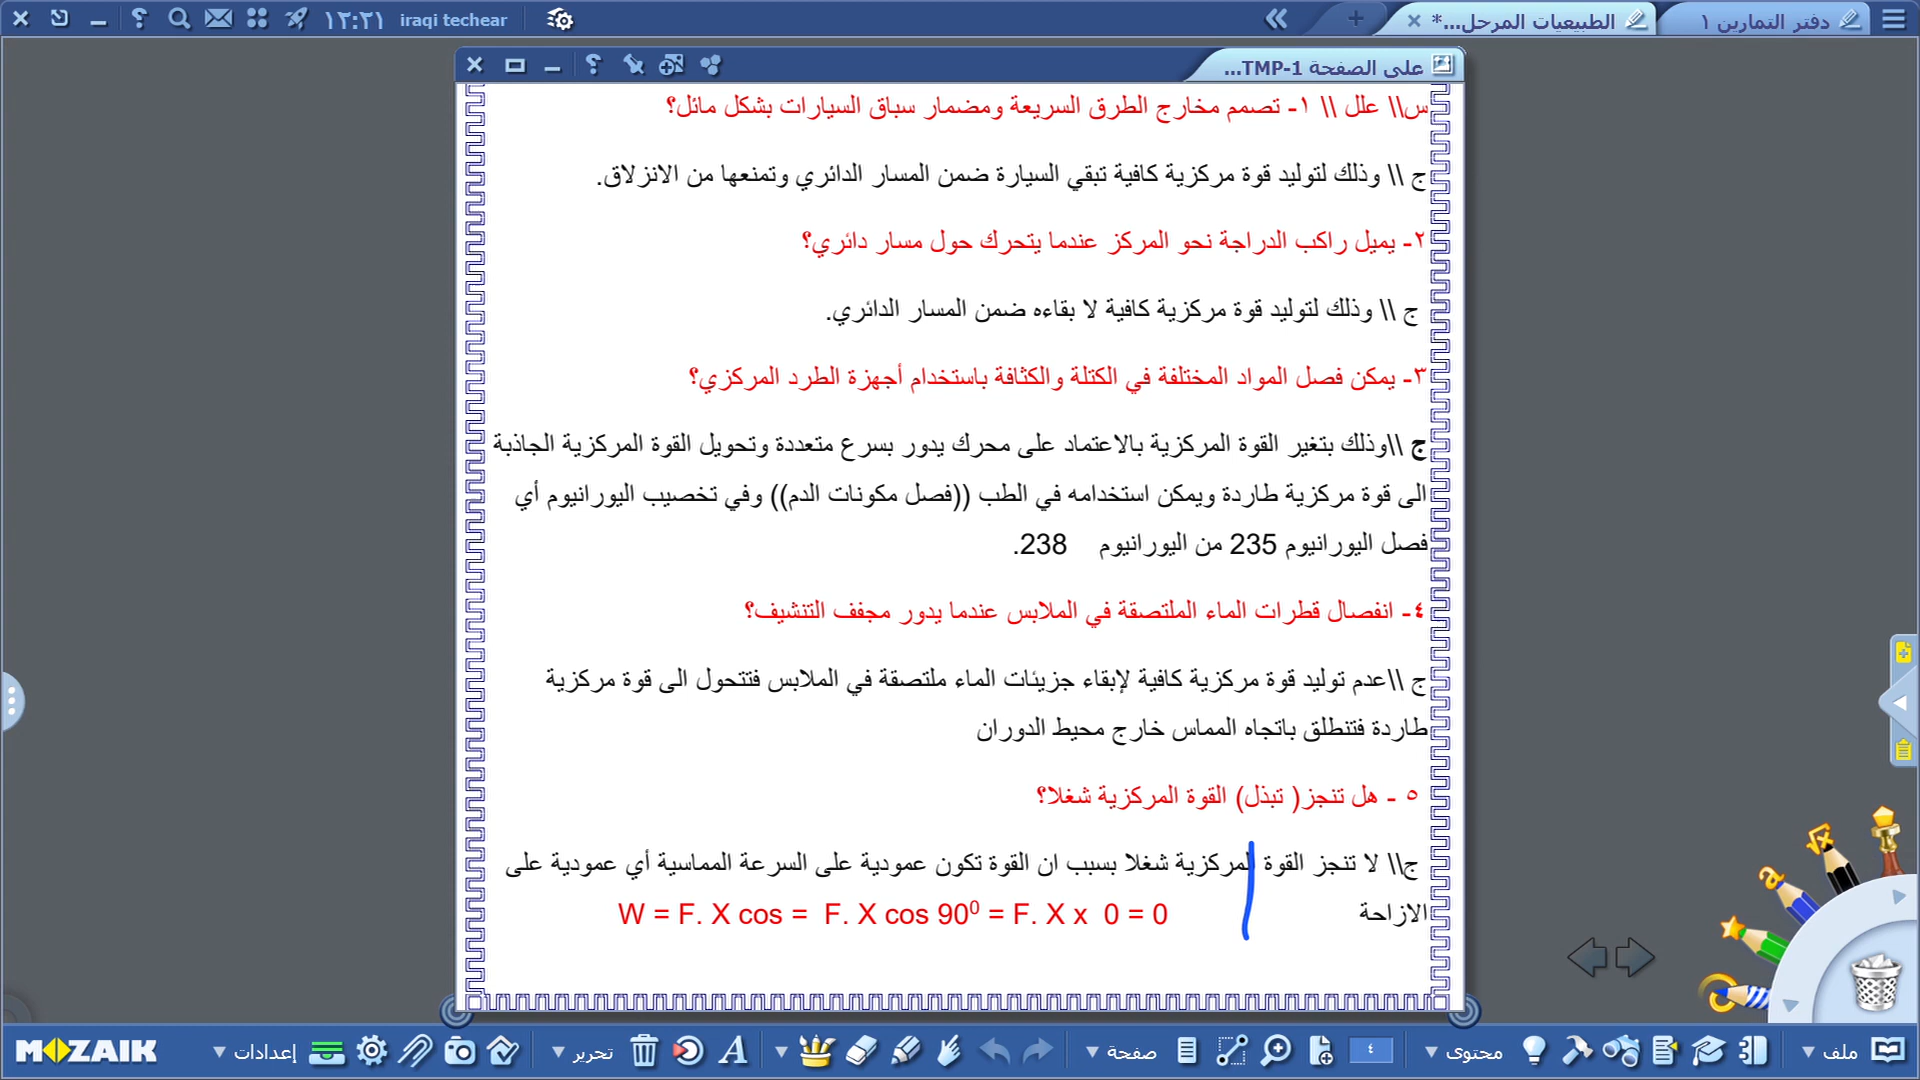 ١٢:٢١ iraqi techear
الطبيعيات المرحل...*
دفتر التمارين ١
على الصفحة TMP-1...
س\\ علل \\ ١- تصمم مخارج الطرق السريعة ومضمار سباق السيارات بشكل مائل؟
ج \\ وذلك لتوليد قوة مركزية كافية تبقي السيارة ضمن المسار الدائري وتمنعها من الانزلاق.
٢- يميل راكب الدراجة نحو المركز عندما يتحرك حول مسار دائري؟
ج \\ وذلك لتوليد قوة مركزية كافية لا بقاءه ضمن المسار الدائري.
٣- يمكن فصل المواد المختلفة في الكتلة والكثافة باستخدام أجهزة الطرد المركزي؟
ج \\وذلك بتغير القوة المركزية بالاعتماد على محرك يدور بسرع متعددة وتحويل القوة المركزية الجاذبة
الى قوة مركزية طاردة ويمكن استخدامه في الطب ((فصل مكونات الدم)) وفي تخصيب اليورانيوم أي
فصل اليورانيوم 235 من اليورانيوم 238.
٤- انفصال قطرات الماء الملتصقة في الملابس عندما يدور مجفف التنشيف؟
ج \\عدم توليد قوة مركزية كافية لإبقاء جزيئات الماء ملتصقة في الملابس فتتحول الى قوة مركزية
طاردة فتنطلق باتجاه المماس خارج محيط الدوران
٥ - هل تنجز( تبذل) القوة المركزية شغلا؟
ج\\ لا تنجز القوة المركزية شغلا بسبب ان القوة تكون عمودية على السرعة المماسية أي عمودية على
الازاحة W = F. X cos = F. X cos 90⁰ = F. X x 0 = 0
MOZAIK إعدادات تحرير صفحة ٤ محتوى ملف